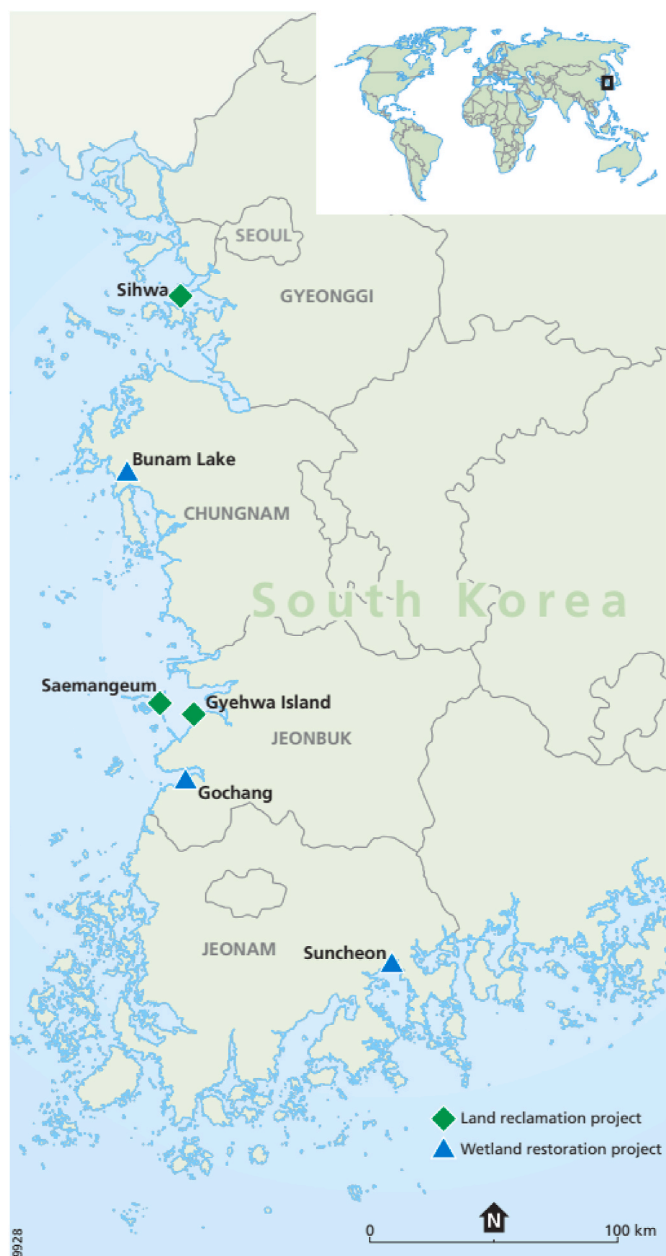 SEOUL
Sihwa
GYEONGGI
Bunam Lake
CHUNGNAM
South Korea
Saemangeum
Gyehwa Island
JEONBUK
Gochang
JEONAM
Suncheon
Land reclamation project
Wetland restoration project
N
0 100 km
9928